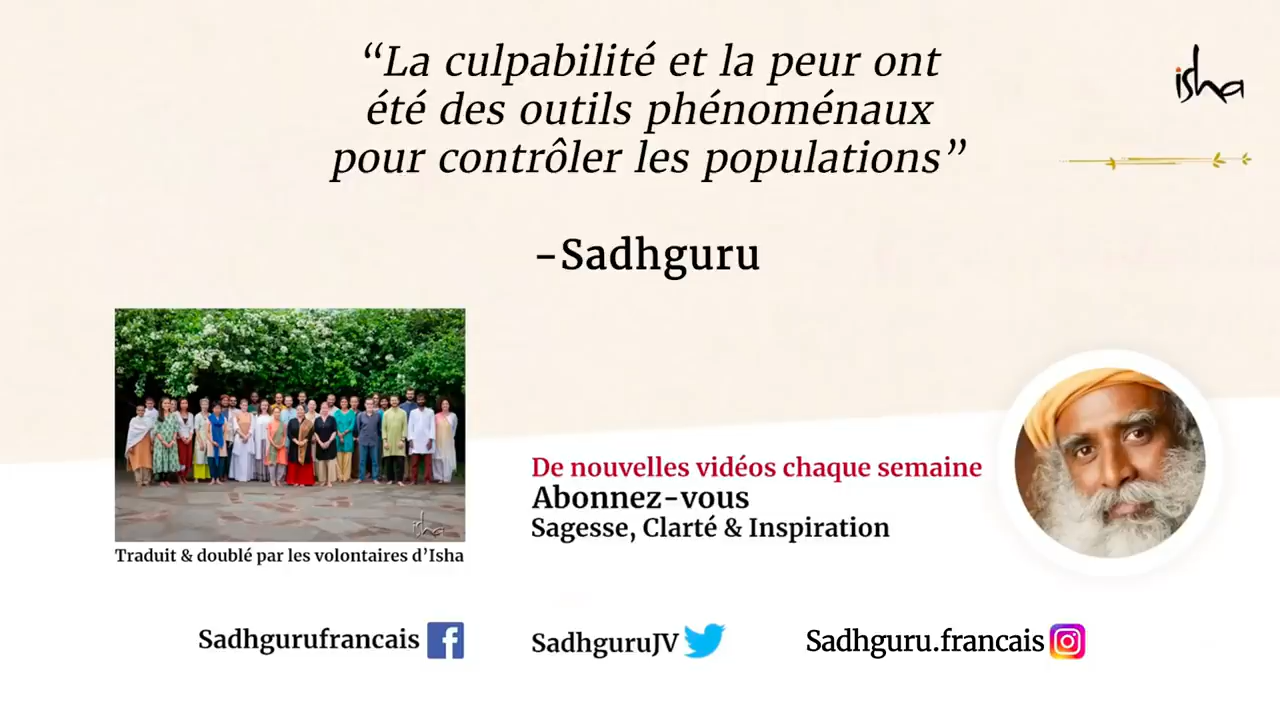 “La culpabilité et la peur ont
été des outils phénoménaux
pour contrôler les populations”
-Sadhguru
isha
isha
Traduit & doublé par les volontaires d’Isha
De nouvelles vidéos chaque semaine
Abonnez-vous
Sagesse, Clarté & Inspiration
Sadhgurufrancais
SadhguruJV
Sadhguru.francais